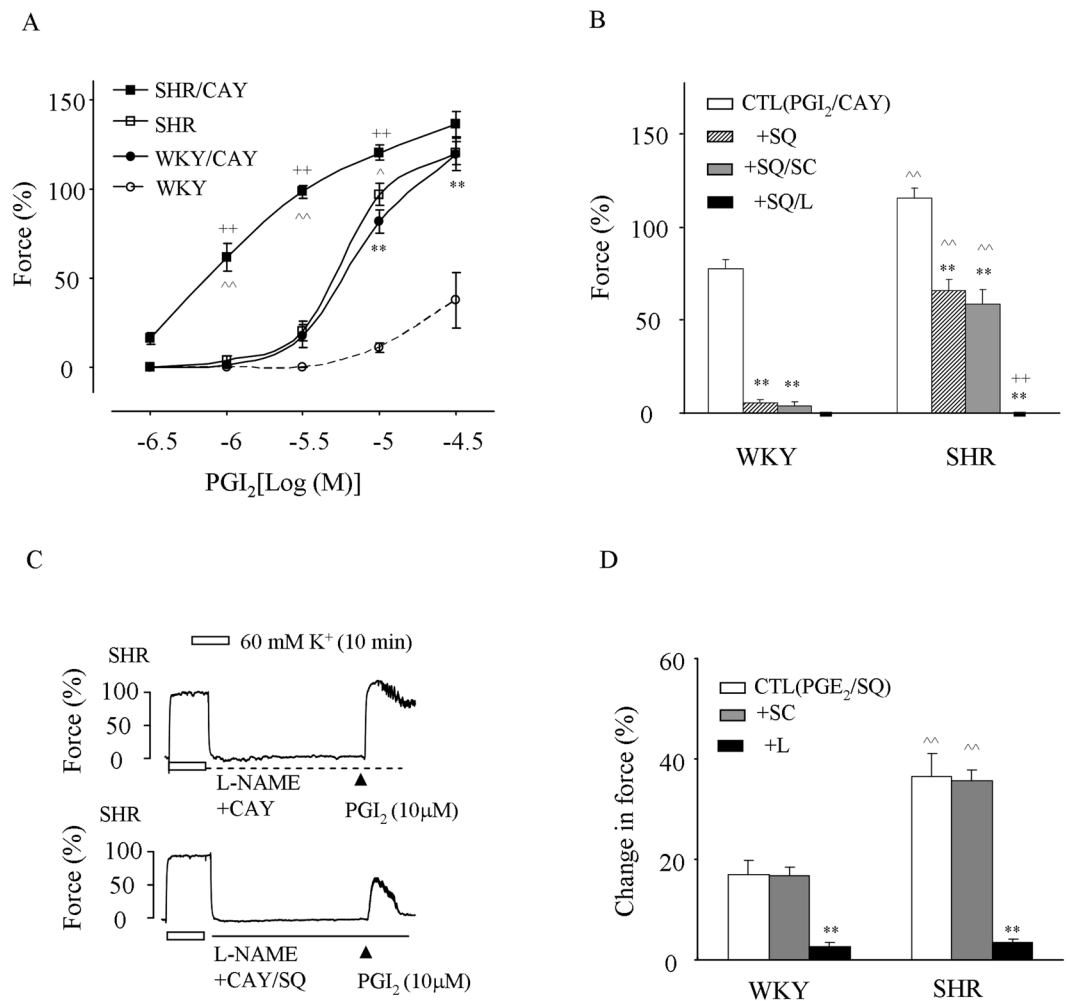 A
SHR/CAY
SHR
WKY/CAY
WKY
150
100
50
0
Force (%)
++
++
++
^
^^
^^
**
**
-6.5 -6 -5.5 -5 -4.5
PGI₂[Log (M)]
B
CTL(PGI₂/CAY)
+SQ
+SQ/SC
+SQ/L
150
100
50
0
Force (%)
** **
^^
^^ ^^
** **
++
**
WKY SHR
C
60 mM K⁺ (10 min)
SHR
100
50
0
Force (%)
L-NAME
+CAY
PGI₂ (10μM)
SHR
100
50
0
Force (%)
L-NAME
+CAY/SQ
PGI₂ (10μM)
D
CTL(PGE₂/SQ)
+SC
+L
60
40
20
0
Change in force (%)
^^ ^^
** **
WKY SHR